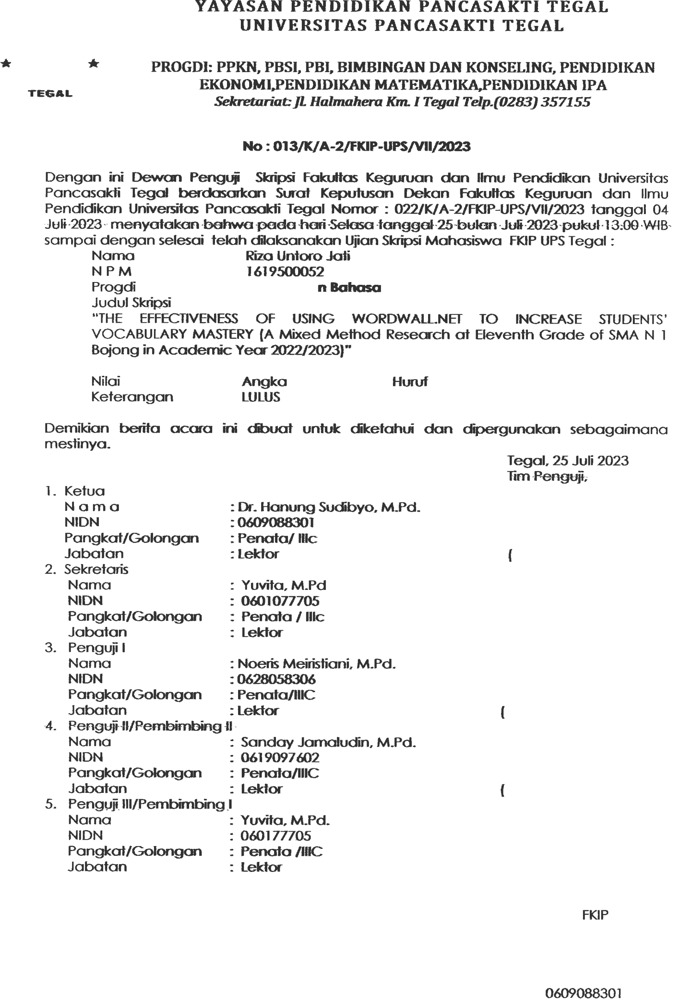 YAYASAN PENDIDIKAN PANCASAKTI TEGAL
UNIVERSITAS PANCASAKTI TEGAL
PROGDI: PPKN, PBSI, PBI, BIMBINGAN DAN KONSELING, PENDIDIKAN
EKONOMI,PENDIDIKAN MATEMATIKA,PENDIDIKAN IPA
TEGAL
Sekretariat: Jl. Halmahera Km. I Tegal Telp.(0283) 357155
No : 013/K/A-2/FKIP-UPS/VII/2023
Dengan ini Dewan Penguji Skripsi Fakultas Keguruan dan Ilmu Pendidikan Universitas
Pancasakti Tegal berdasarkan Surat Keputusan Dekan Fakultas Keguruan dan Ilmu
Pendidikan Universitas Pancasakti Tegal Nomor : 022/K/A-2/FKIP-UPS/VII/2023 tanggal 04
Juli 2023 menyatakan bahwa pada hari Selasa tanggal 25 bulan Juli 2023 pukul 13:00 WIB
sampai dengan selesai telah dilaksanakan Ujian Skripsi Mahasiswa FKIP UPS Tegal :
Nama Riza Untoro Jati
N P M 1619500052
Progdi n Bahasa
Judul Skripsi
"THE EFFECTIVENESS OF USING WORDWALL.NET TO INCREASE STUDENTS'
VOCABULARY MASTERY (A Mixed Method Research at Eleventh Grade of SMA N 1
Bojong in Academic Year 2022/2023)"
Nilai Angka Huruf
Keterangan LULUS
Demikian berita acara ini dibuat untuk diketahui dan dipergunakan sebagaimana
mestinya.
Tegal, 25 Juli 2023
Tim Penguji,
1. Ketua
N a m a : Dr. Hanung Sudibyo, M.Pd.
NIDN : 0609088301
Pangkat/Golongan : Penata/ IIIc
Jabatan : Lektor (
2. Sekretaris
Nama : Yuvita, M.Pd
NIDN : 0601077705
Pangkat/Golongan : Penata / IIIc
Jabatan : Lektor
3. Penguji I
Nama : Noeris Meiristiani, M.Pd.
NIDN : 0628058306
Pangkat/Golongan : Penata/IIIC
Jabatan : Lektor (
4. Penguji II/Pembimbing II
Nama : Sanday Jamaludin, M.Pd.
NIDN : 0619097602
Pangkat/Golongan : Penata/IIIC
Jabatan : Lektor (
5. Penguji III/Pembimbing I
Nama : Yuvita, M.Pd.
NIDN : 060177705
Pangkat/Golongan : Penata /IIIC
Jabatan : Lektor
FKIP
0609088301